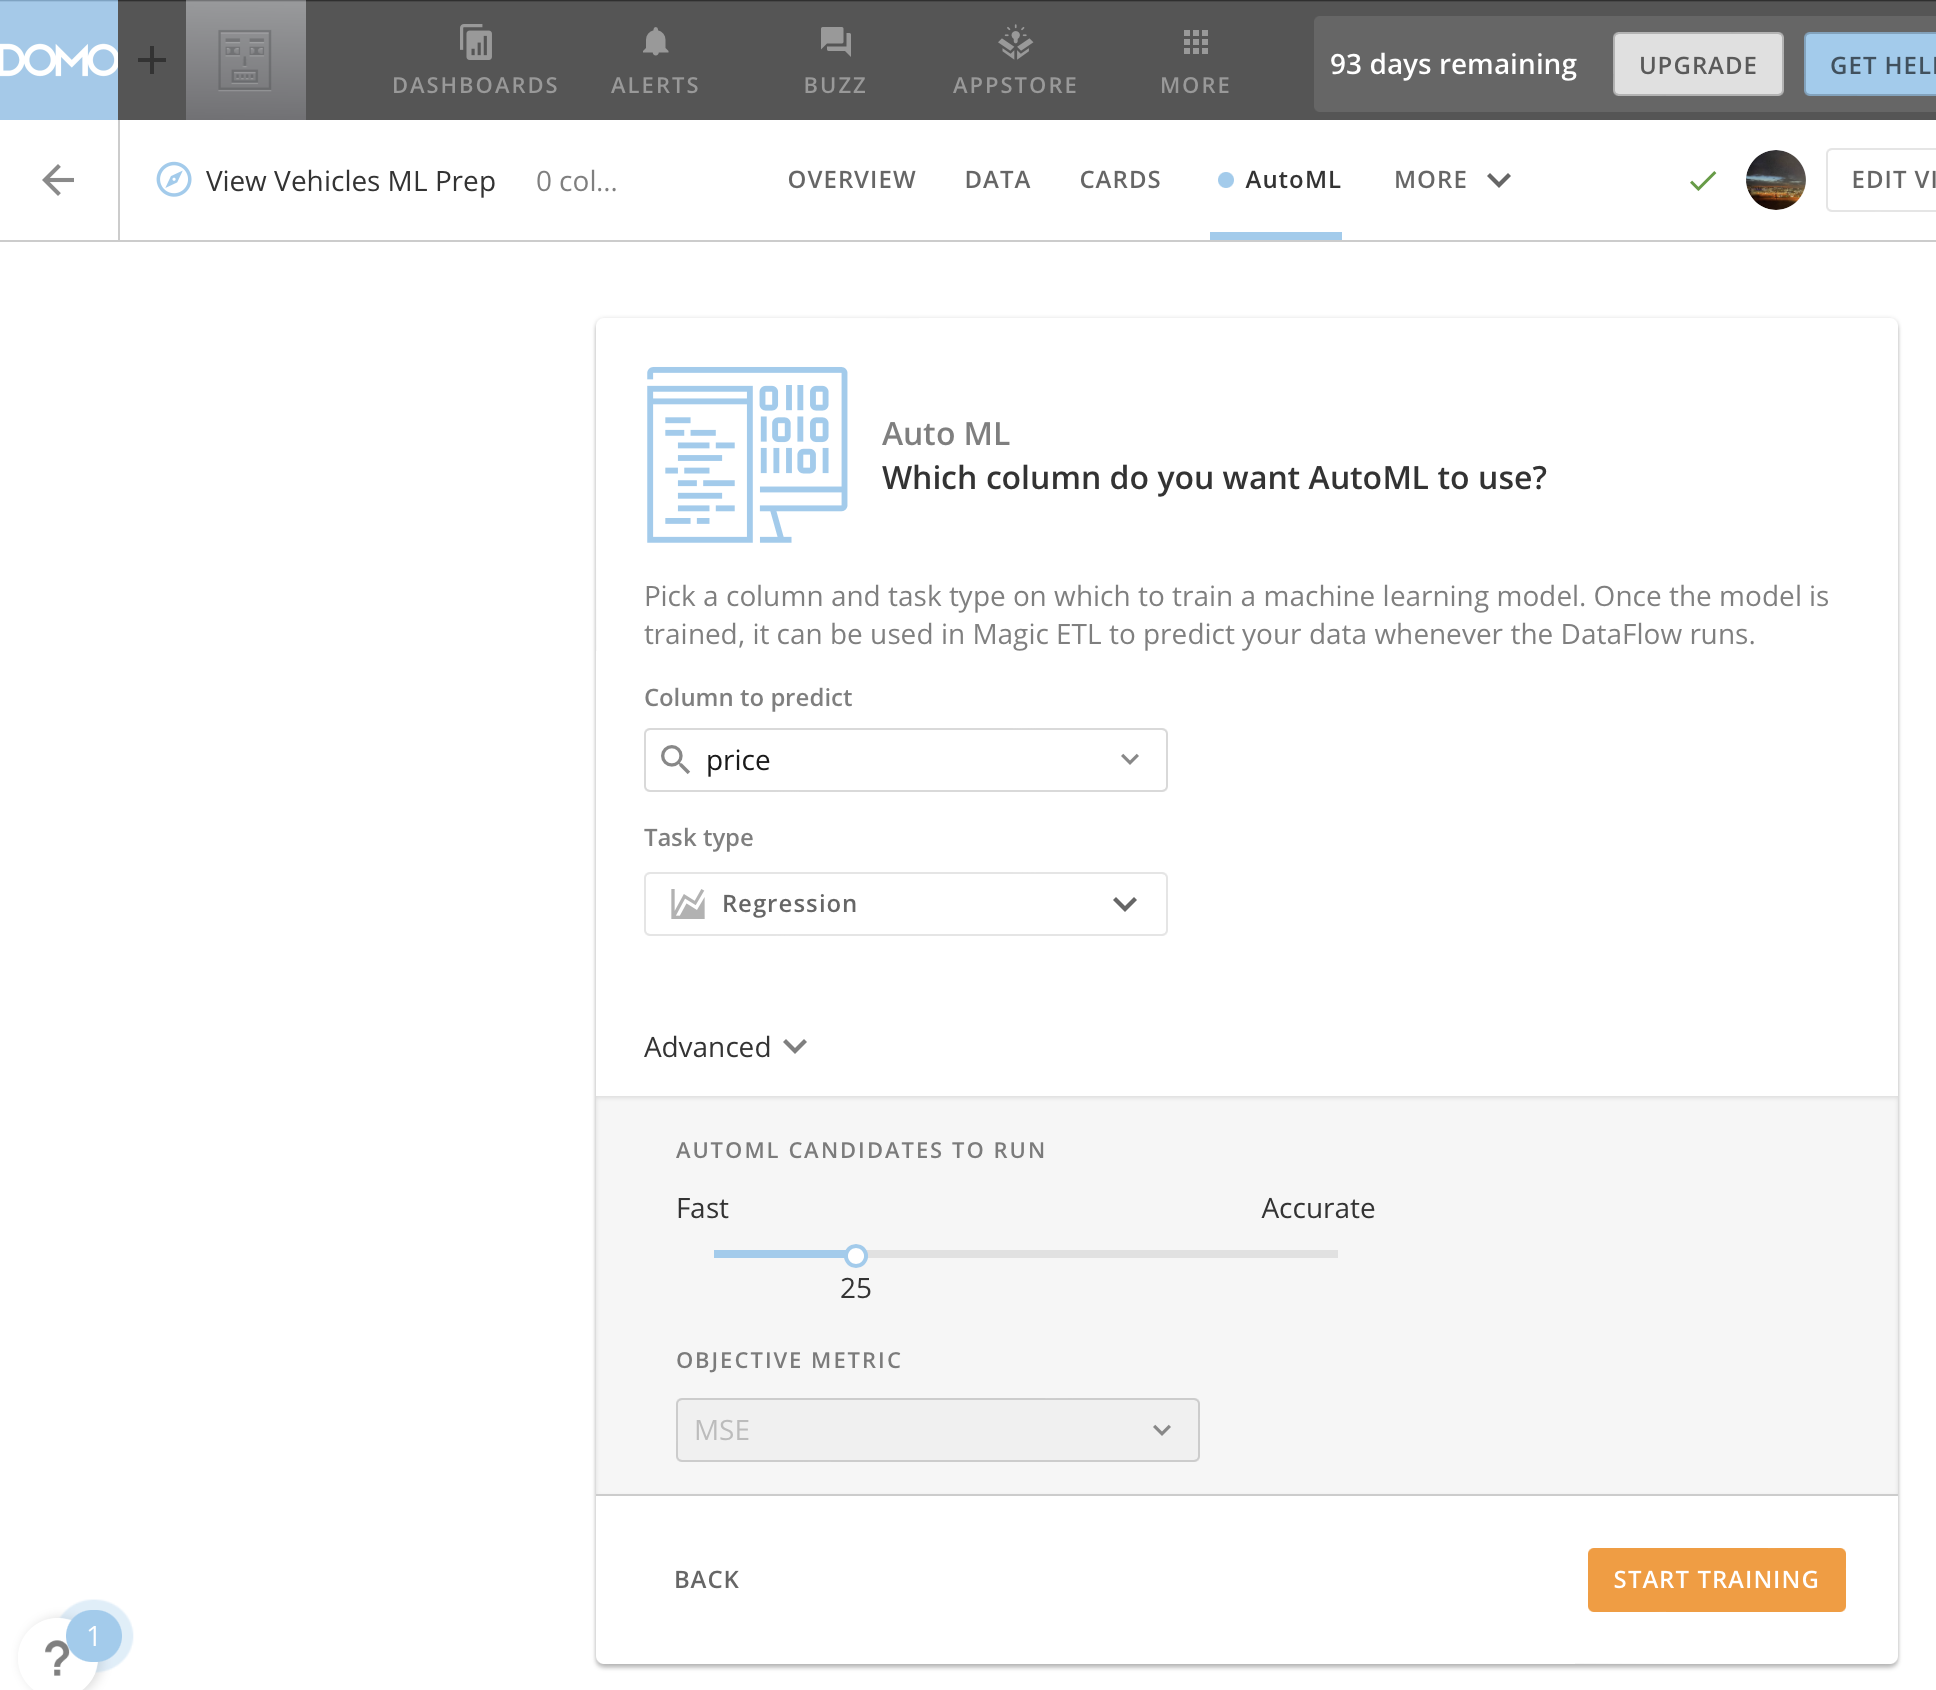 DOMO
DASHBOARDS
ALERTS
BUZZ
APPSTORE
MORE
93 days remaining
UPGRADE
GET HEL
View Vehicles ML Prep
0 col...
OVERVIEW
DATA
CARDS
AutoML
MORE
EDIT VI
0110
1010
11101
Auto ML
Which column do you want AutoML to use?
Pick a column and task type on which to train a machine learning model. Once the model is
trained, it can be used in Magic ETL to predict your data whenever the DataFlow runs.
Column to predict
price
Task type
Regression
Advanced
AUTOML CANDIDATES TO RUN
Fast
Accurate
25
OBJECTIVE METRIC
MSE
BACK
START TRAINING
?
1